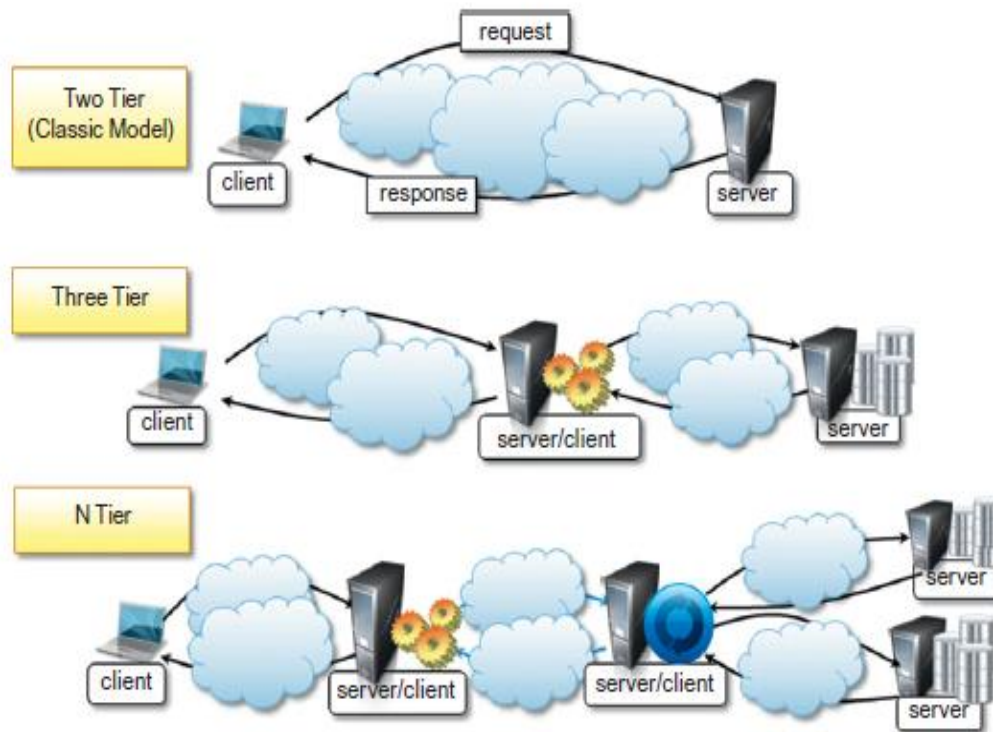 request
Two Tier
(Classic Model)
client
response
server
Three Tier
client
server/client
server
N Tier
server
client
server/client
server/client
server